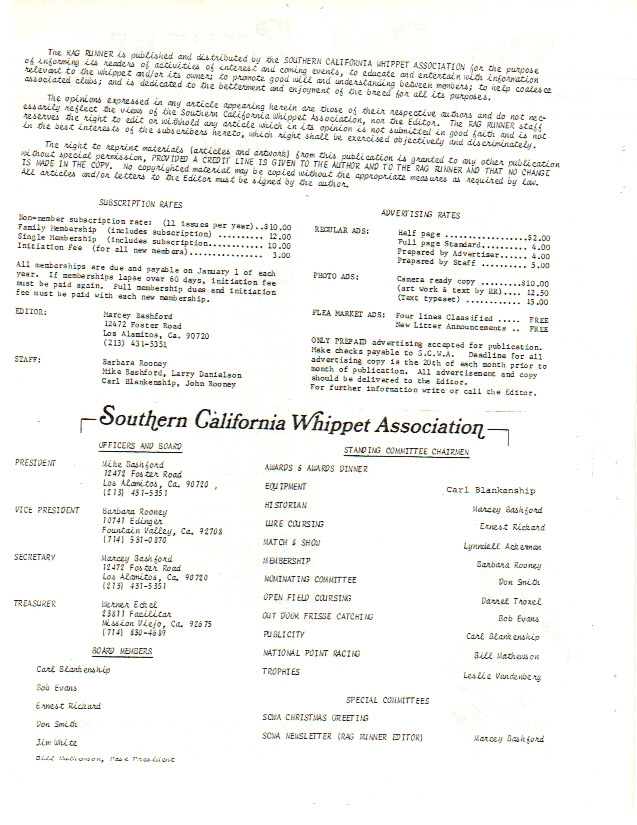 The RAG RUNNER is published and distributed by the SOUTHERN CALIFORNIA WHIPPET ASSOCIATION for the purpose
of informing its readers of activities of interest and coming events, to educate and entertain with information
relevant to the whippet and/or its owner; to promote good will and understanding between members; to help coalesce
associated clubs; and is dedicated to the betterment and enjoyment of the breed for all its purposes.
The opinions expressed in any article appearing herein are those of their respective authors and do not nec-
essarily reflect the views of the Southern California Whippet Association, nor the Editor. The RAG RUNNER staff
reserves the right to edit or withhold any article which in its opinion is not submitted in good faith and is not
in the best interests of the subscribers hereto, which right shall be exercised objectively and discriminately.
The right to reprint materials (articles and artwork) from this publication is granted to any other publication
without special permission, PROVIDED A CREDIT LINE IS GIVEN TO THE AUTHOR AND TO THE RAG RUNNER AND THAT NO CHANGE
IS MADE IN THE COPY. No copyrighted material may be copied without the appropriate measures as required by law.
All articles and/or letters to the Editor must be signed by the author.
SUBSCRIPTION RATES
Non-member subscription rate: (11 issues per year)..$10.00
Family Membership (includes subscription) .......... 12.00
Single Membership (includes subscription............ 10.00
Initiation Fee (for all new members)................ 3.00
All memberships are due and payable on January 1 of each
year. If memberships lapse over 60 days, initiation fee
must be paid again. Full membership dues and initiation
fee must be paid with each new membership.
EDITOR: Marcey Bashford
12472 Foster Road
Los Alamitos, Ca. 90720
(213) 431-5351
STAFF: Barbara Rooney
Mike Bashford, Larry Danielson
Carl Blankenship, John Rooney
ADVERTISING RATES
REGULAR ADS: Half page ..................$2.00
Full page Standard......... 4.00
Prepared by Advertiser..... 4.00
Prepared by Staff ......... 5.00
PHOTO ADS: Camera ready copy .........$10.00
(art work & text by RR).... 12.50
(Text typeset) ............ 15.00
FLEA MARKET ADS: Four lines Classified ..... FREE
New Litter Announcements .. FREE
ONLY PREPAID advertising accepted for publication.
Make checks payable to S.C.W.A. Deadline for all
advertising copy is the 20th of each month prior to
month of publication. All advertisement and copy
should be delivered to the Editor.
For further information write or call the Editor.
Southern California Whippet Association
OFFICERS AND BOARD
PRESIDENT Mike Bashford
12472 Foster Road
Los Alamitos, Ca. 90720
(213) 431-5351
VICE PRESIDENT Barbara Rooney
10741 Edinger
Fountain Valley, Ca. 92708
(714) 531-0870
SECRETARY Marcey Bashford
12472 Foster Road
Los Alamitos, Ca. 90720
(213) 431-5351
TREASURER Werner Eckel
23811 Facilitar
Mission Viejo, Ca. 92675
(714) 830-4689
BOARD MEMBERS
Carl Blankenship
Bob Evans
Ernest Rickard
Don Smith
Jim White
Bill Mathewson, Past President
STANDING COMMITTEE CHAIRMEN
AWARDS & AWARDS DINNER
EQUIPMENT Carl Blankenship
HISTORIAN Marcey Bashford
LURE COURSING Ernest Rickard
MATCH & SHOW Lynndell Ackerman
MEMBERSHIP Barbara Rooney
NOMINATING COMMITTEE Don Smith
OPEN FIELD COURSING Darrel Troxel
OUT DOOR FRISBE CATCHING Bob Evans
PUBLICITY Carl Blankenship
NATIONAL POINT RACING Bill Mathewson
TROPHIES Leslie Vandenberg
SPECIAL COMMITTEES
SCWA CHRISTMAS GREETING
SCWA NEWSLETTER (RAG RUNNER EDITOR) Marcey Bashford